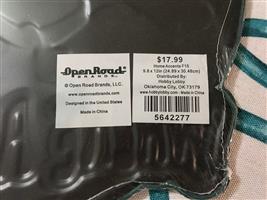 OpenRoad
BRANDS
© Open Road Brands, LLC.
www.openroadbrands.com
Designed in the United States
Made in China
$17.99
Home Accents F15
9.8 x 12in (24.89 x 30.48cm)
Distributed By:
Hobby Lobby
Oklahoma City, OK 73179
www.hobbylobby.com - Made in China
5642277